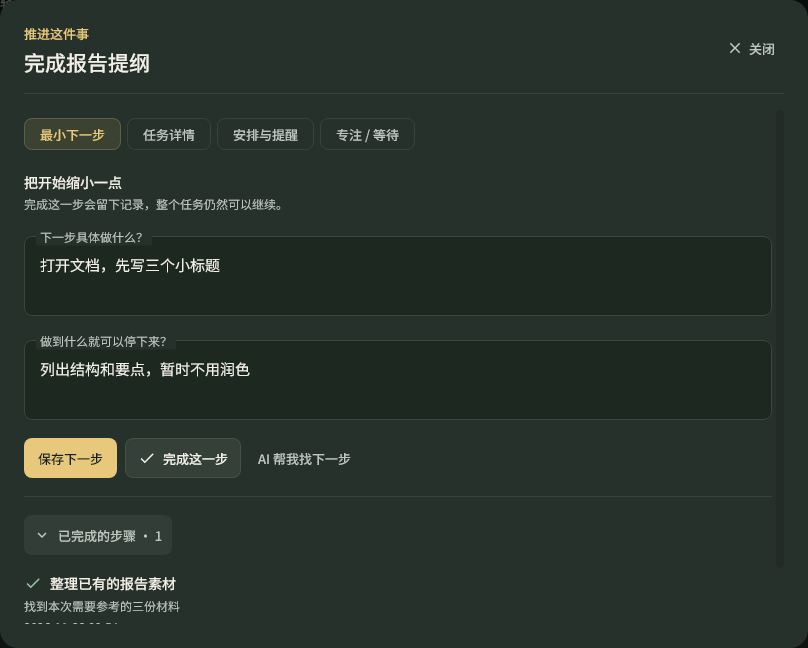 推进这件事
完成报告提纲
关闭
最小下一步
任务详情
安排与提醒
专注 / 等待
把开始缩小一点
完成这一步会留下记录，整个任务仍然可以继续。
下一步具体做什么？
打开文档，先写三个小标题
做到什么就可以停下来？
列出结构和要点，暂时不用润色
保存下一步
完成这一步
AI 帮我找下一步
已完成的步骤 · 1
整理已有的报告素材
找到本次需要参考的三份材料